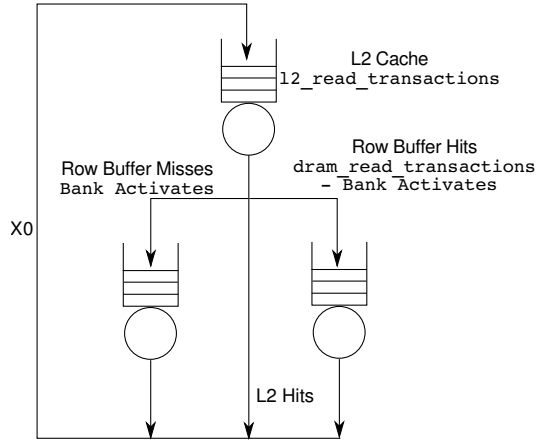 L2 Cache
l2_read_transactions
Row Buffer Hits
dram_read_transactions
- Bank Activates
Row Buffer Misses
Bank Activates
X0
L2 Hits